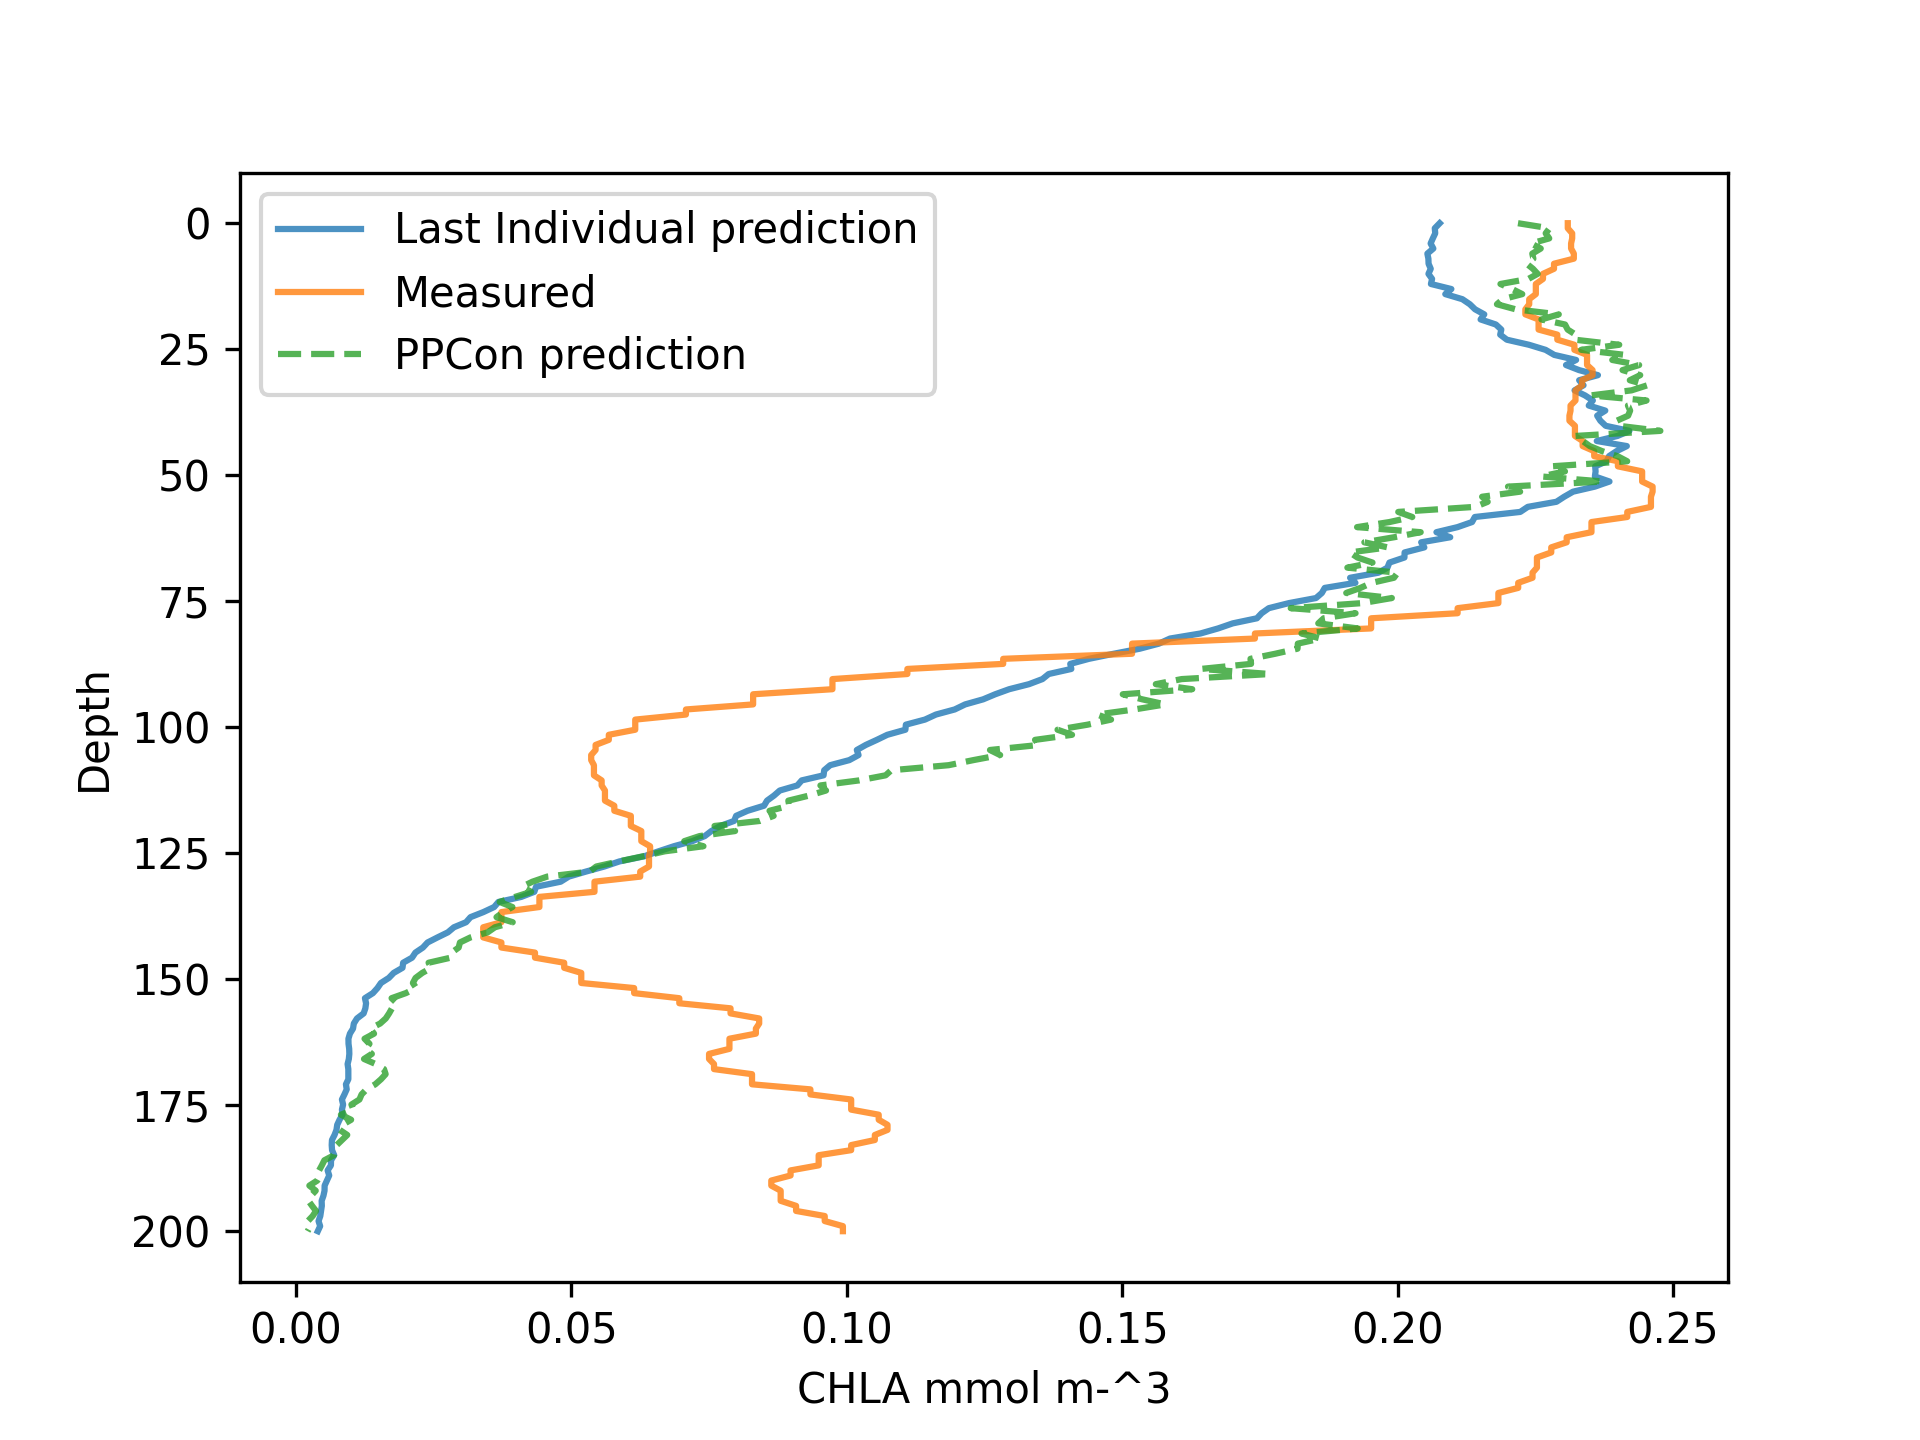 Last Individual prediction
Measured
PPCon prediction
0
25
50
75
100
125
150
175
200
Depth
0.00 0.05 0.10 0.15 0.20 0.25
CHLA mmol m-^3